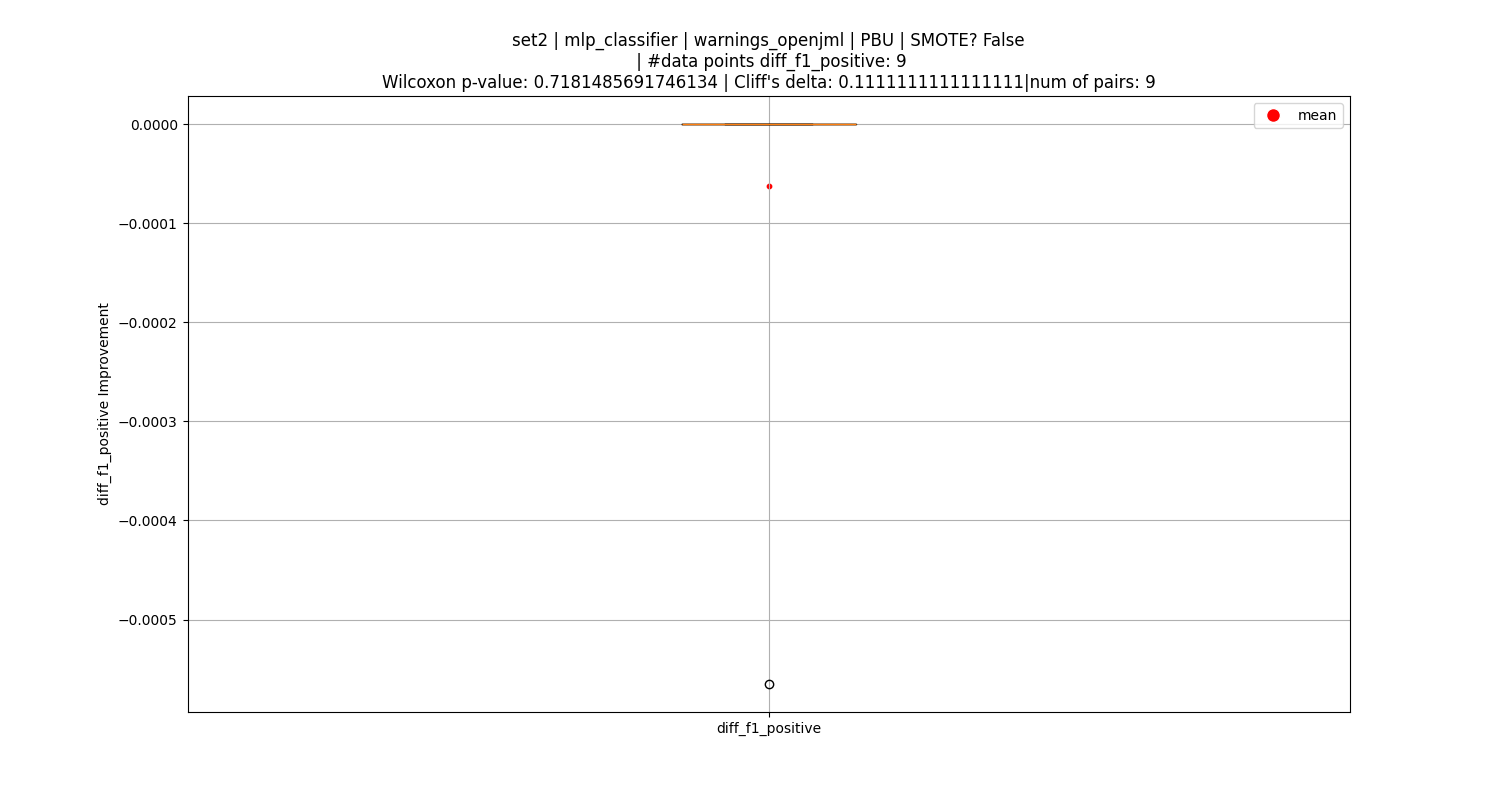 set2 | mlp_classifier | warnings_openjml | PBU | SMOTE? False
| #data points diff_f1_positive: 9
Wilcoxon p-value: 0.7181485691746134 | Cliff's delta: 0.1111111111111111|num of pairs: 9
mean
0.0000
−0.0001
−0.0002
−0.0003
−0.0004
−0.0005
diff_f1_positive Improvement
diff_f1_positive